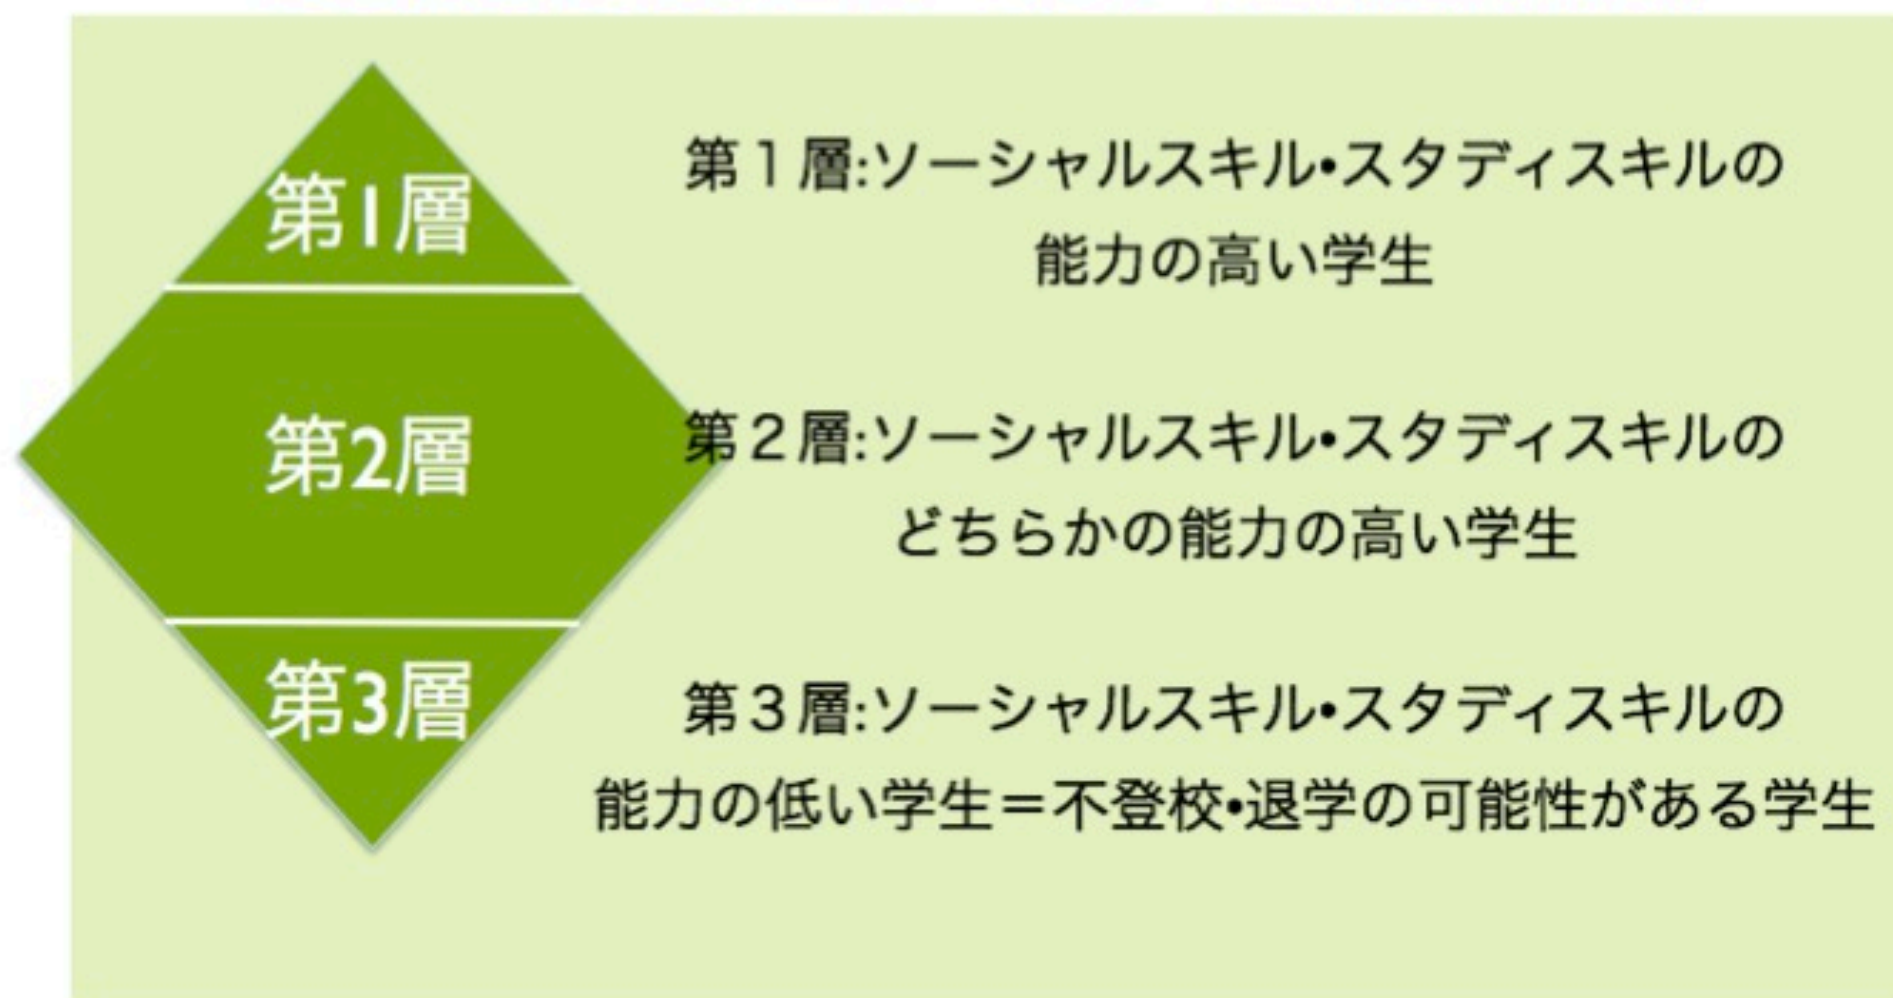 第1層
第１層:ソーシャルスキル•スタディスキルの
能力の高い学生
第2層
第２層:ソーシャルスキル•スタディスキルの
どちらかの能力の高い学生
第3層
第３層:ソーシャルスキル•スタディスキルの
能力の低い学生＝不登校•退学の可能性がある学生